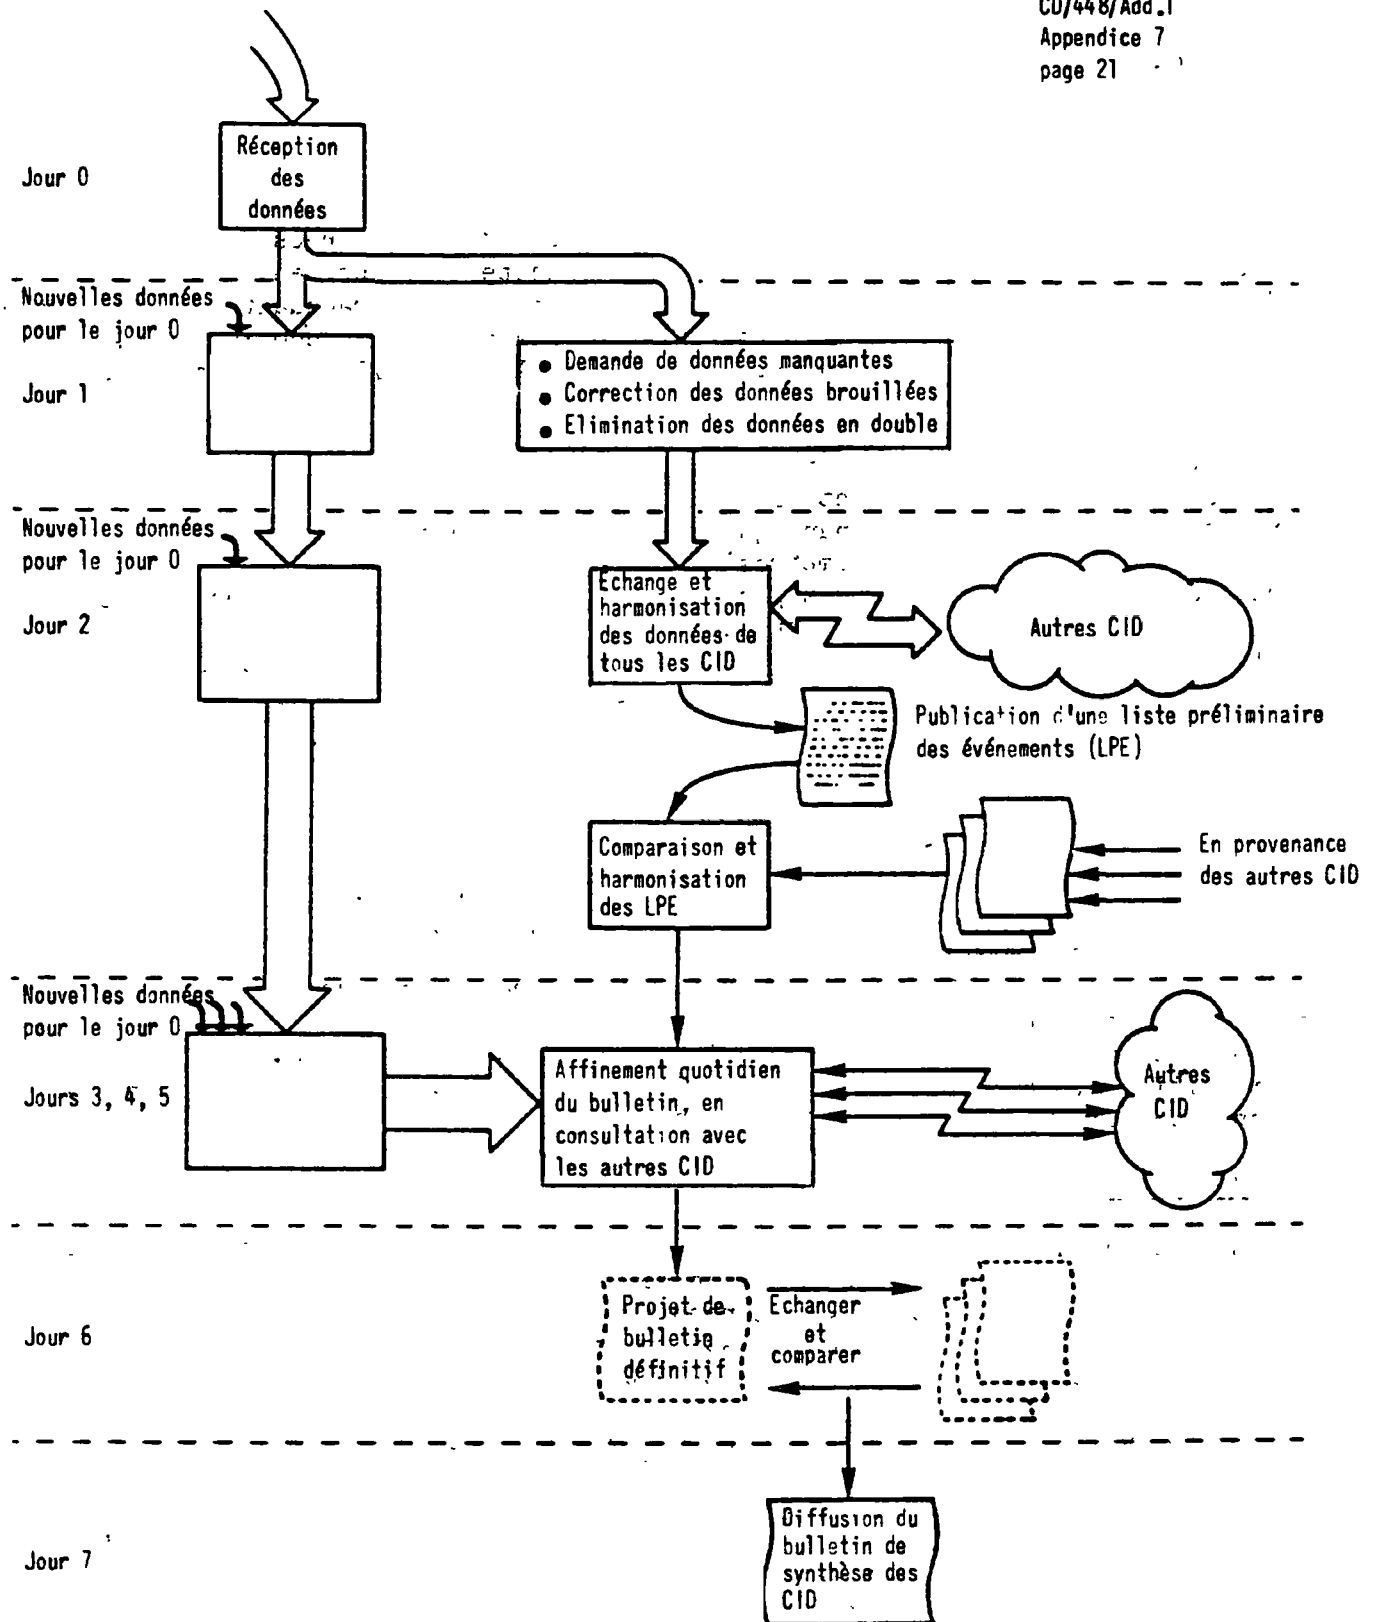 CD/448/Add.1
Appendice 7
page 21
Réception
des
données
Jour 0
Nouvelles données
pour le jour 0
Jour 1
● Demande de données manquantes
● Correction des données brouillées
● Elimination des données en double
Nouvelles données
pour le jour 0
Jour 2
Echange et
harmonisation
des données de
tous les CID
Autres CID
Publication d'une liste préliminaire
des événements (LPE)
Comparaison et
harmonisation
des LPE
En provenance
des autres CID
Nouvelles données
pour le jour 0
Jours 3, 4, 5
Affinement quotidien
du bulletin, en
consultation avec
les autres CID
Autres
CID
Jour 6
Projet de
bulletin
définitif
Echanger
et
comparer
Jour 7
Diffusion du
bulletin de
synthèse des
CID